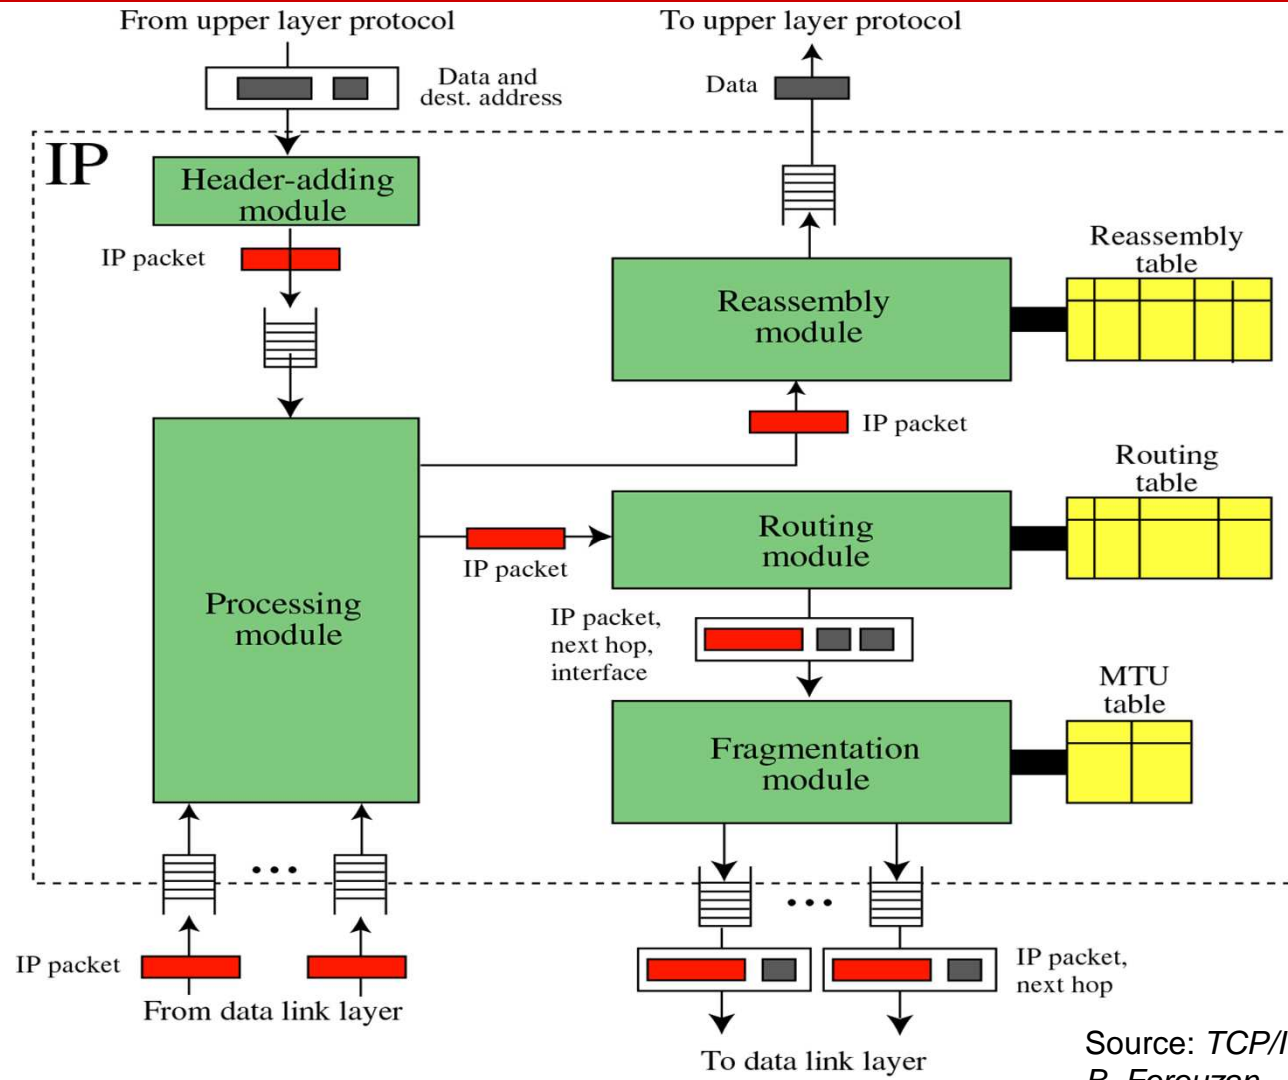 From upper layer protocol
To upper layer protocol
Data and
dest. address
Data
IP
Header-adding
module
IP packet
Reassembly
table
Reassembly
module
IP packet
Routing
table
Routing
module
IP packet
Processing
module
IP packet,
next hop,
interface
MTU
table
Fragmentation
module
IP packet
From data link layer
IP packet,
next hop
To data link layer
Source: TCP/I
B. Forouzan